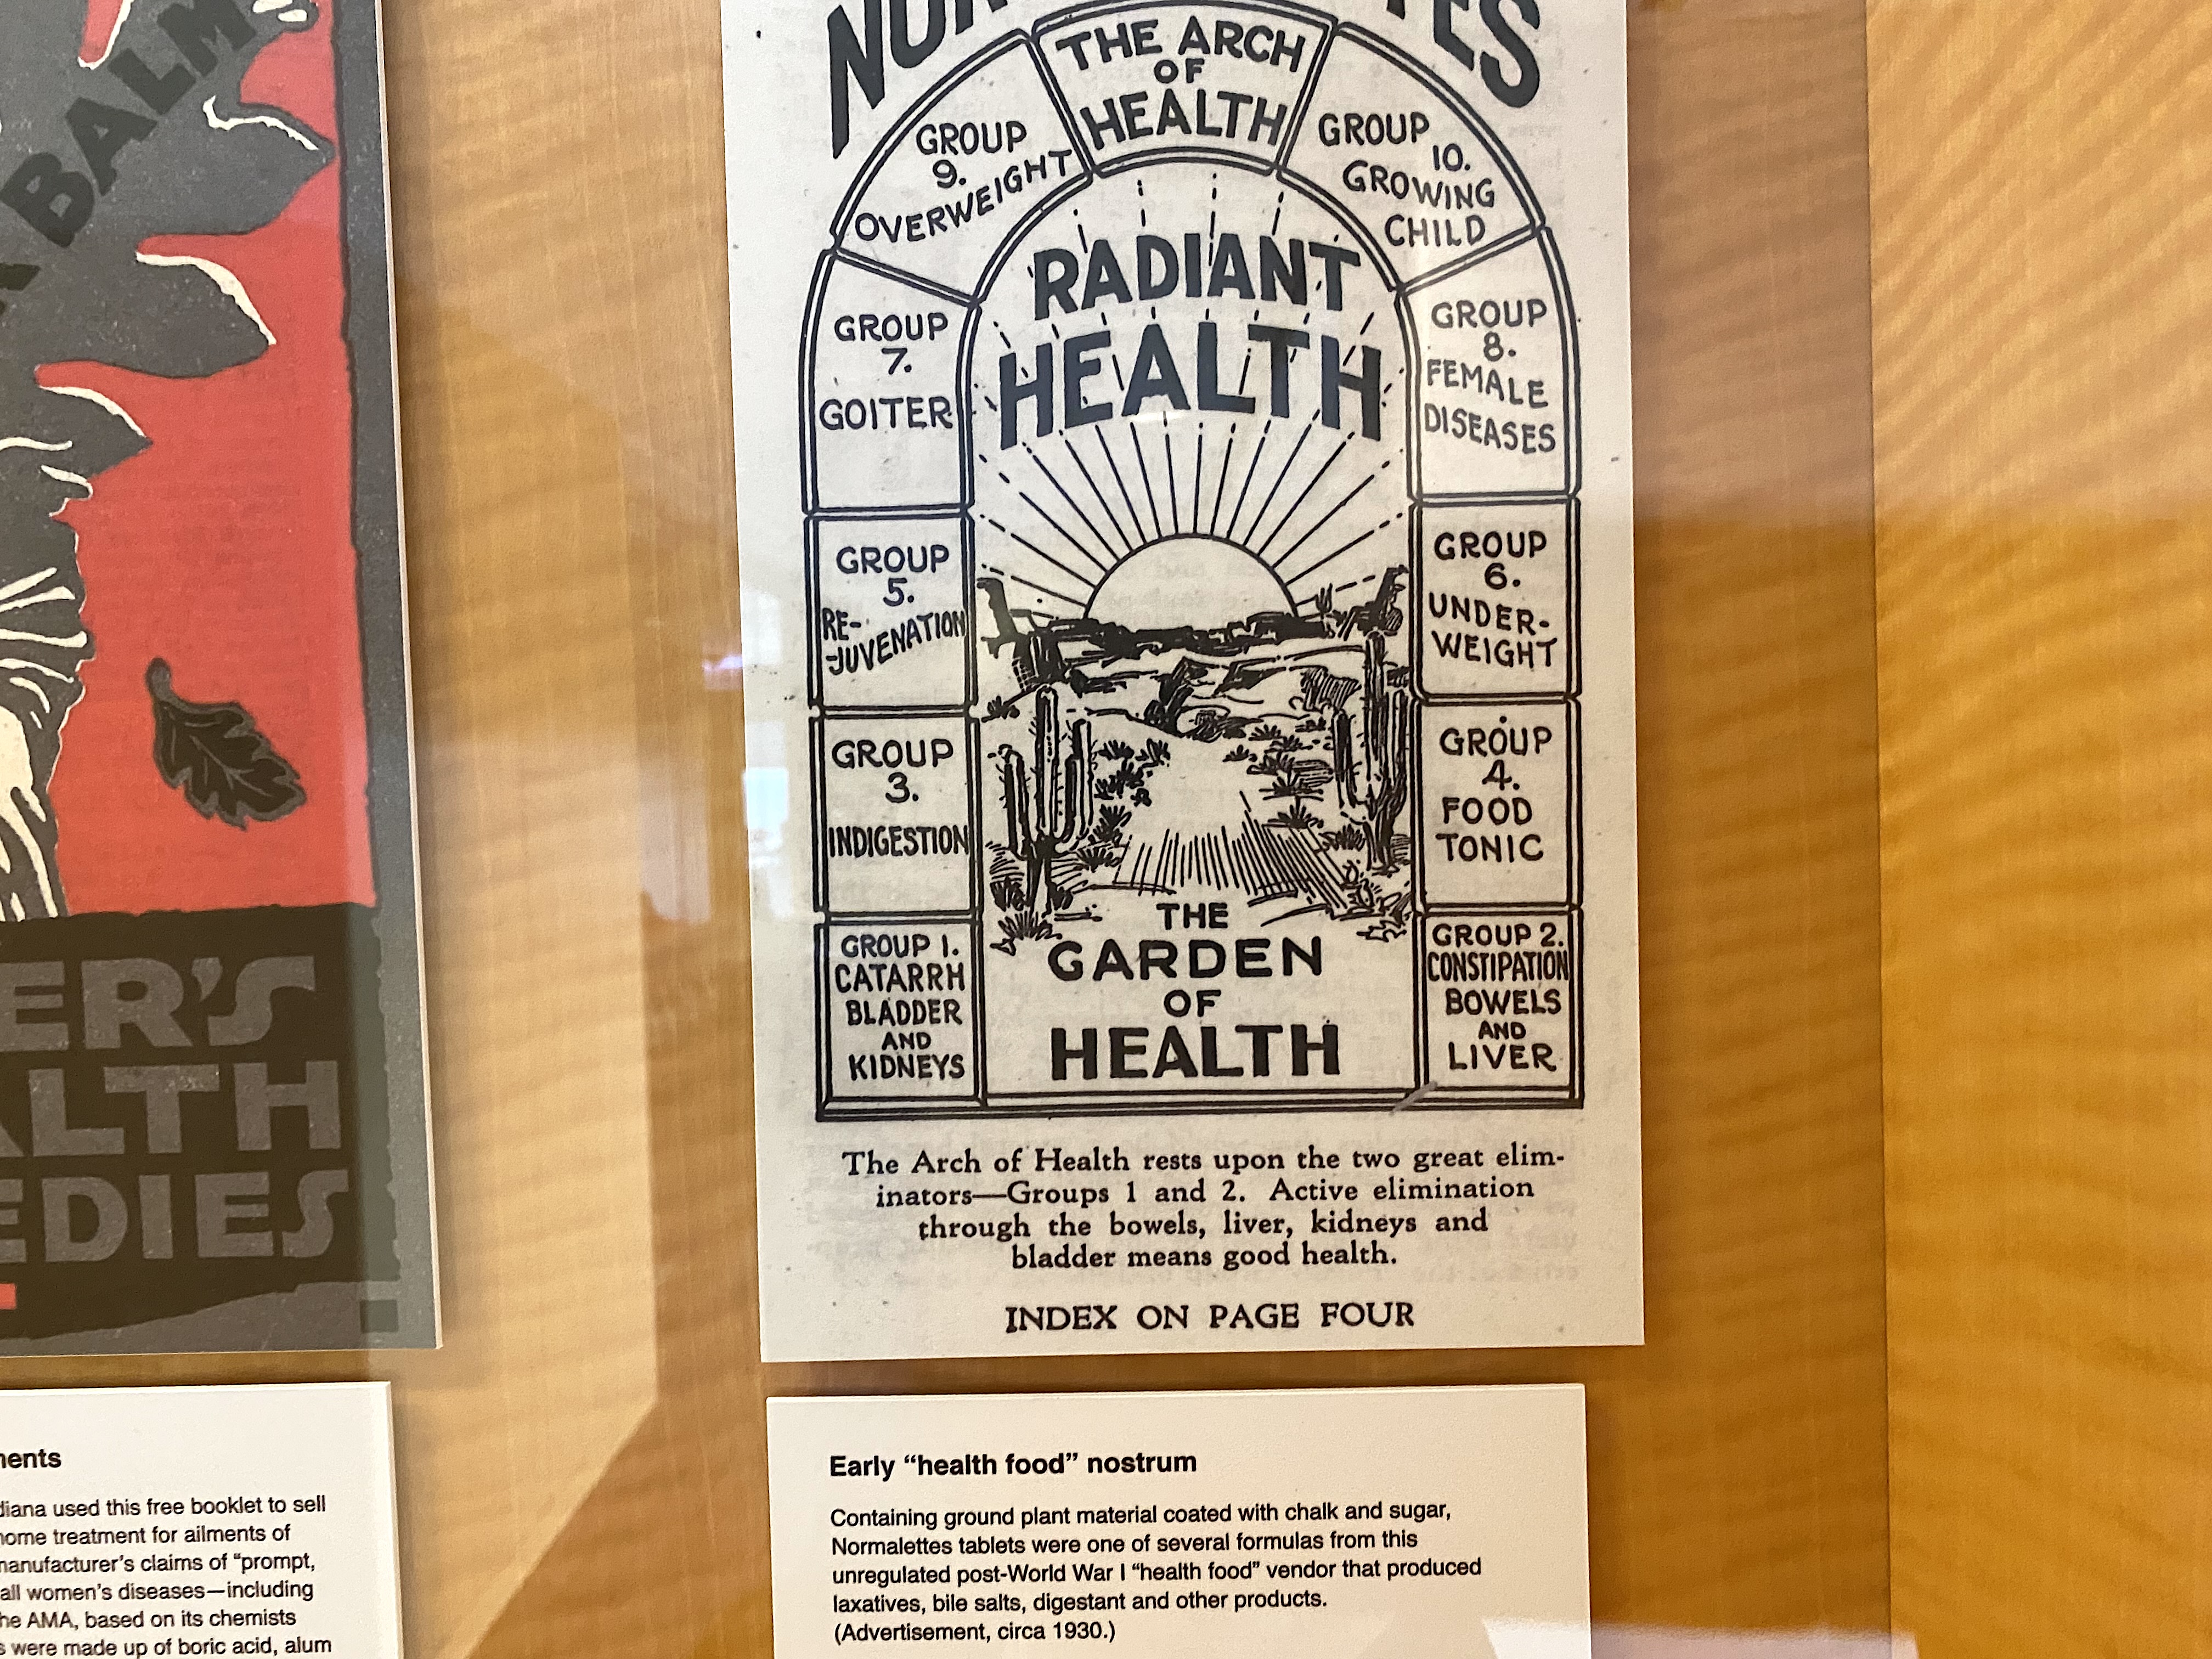 BALM
ER'S
ALTH
EDIES
ments
diana used this free booklet to sell
home treatment for ailments of
manufacturer's claims of “prompt,
all women's diseases—including
he AMA, based on its chemists
s were made up of boric acid, alum
THE ARCH
OF
HEALTH
GROUP
9.
OVERWEIGHT
GROUP
10.
GROWING
CHILD
RADIANT
HEALTH
GROUP
7.
GOITER
GROUP
8.
FEMALE
DISEASES
GROUP
5.
RE-
-JUVENATION
GROUP
6.
UNDER-
WEIGHT
GROUP
3.
INDIGESTION
GROUP
4.
FOOD
TONIC
GROUP 1.
CATARRH
BLADDER
AND
KIDNEYS
THE
GARDEN
OF
HEALTH
GROUP 2.
CONSTIPATION
BOWELS
AND
LIVER
The Arch of Health rests upon the two great elim-
inators—Groups 1 and 2. Active elimination
through the bowels, liver, kidneys and
bladder means good health.
INDEX ON PAGE FOUR
Early “health food” nostrum
Containing ground plant material coated with chalk and sugar,
Normalettes tablets were one of several formulas from this
unregulated post-World War I “health food” vendor that produced
laxatives, bile salts, digestant and other products.
(Advertisement, circa 1930.)